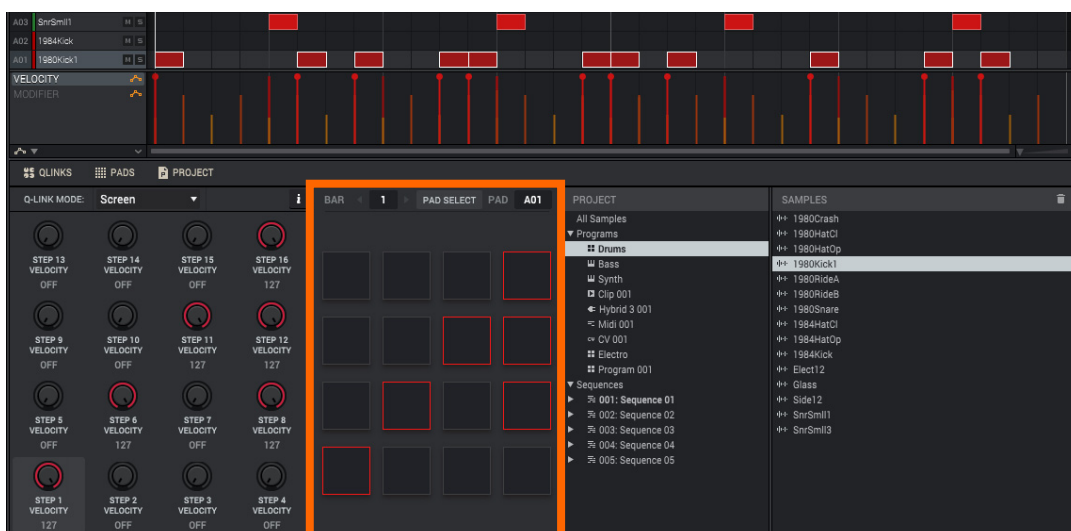 A03 SnrSmll1 M S
A02 1984Kick M S
A01 1980Kick1 M S
VELOCITY
MODIFIER
QLINKS PADS PROJECT
Q-LINK MODE: Screen i
STEP 13 VELOCITY OFF
STEP 14 VELOCITY OFF
STEP 15 VELOCITY OFF
STEP 16 VELOCITY 127
STEP 9 VELOCITY OFF
STEP 10 VELOCITY OFF
STEP 11 VELOCITY 127
STEP 12 VELOCITY 127
STEP 5 VELOCITY OFF
STEP 6 VELOCITY 127
STEP 7 VELOCITY OFF
STEP 8 VELOCITY 127
STEP 1 VELOCITY 127
STEP 2 VELOCITY OFF
STEP 3 VELOCITY OFF
STEP 4 VELOCITY OFF
BAR 1 PAD SELECT PAD A01
PROJECT
All Samples
Programs
Drums
Bass
Synth
Clip 001
Hybrid 3 001
Midi 001
CV CV 001
Electro
Program 001
Sequences
001: Sequence 01
002: Sequence 02
003: Sequence 03
004: Sequence 04
005: Sequence 05
SAMPLES
1980Crash
1980HatCl
1980HatOp
1980Kick1
1980RideA
1980RideB
1980Snare
1984HatCl
1984HatOp
1984Kick
Elect12
Glass
Side12
SnrSmll1
SnrSmll3